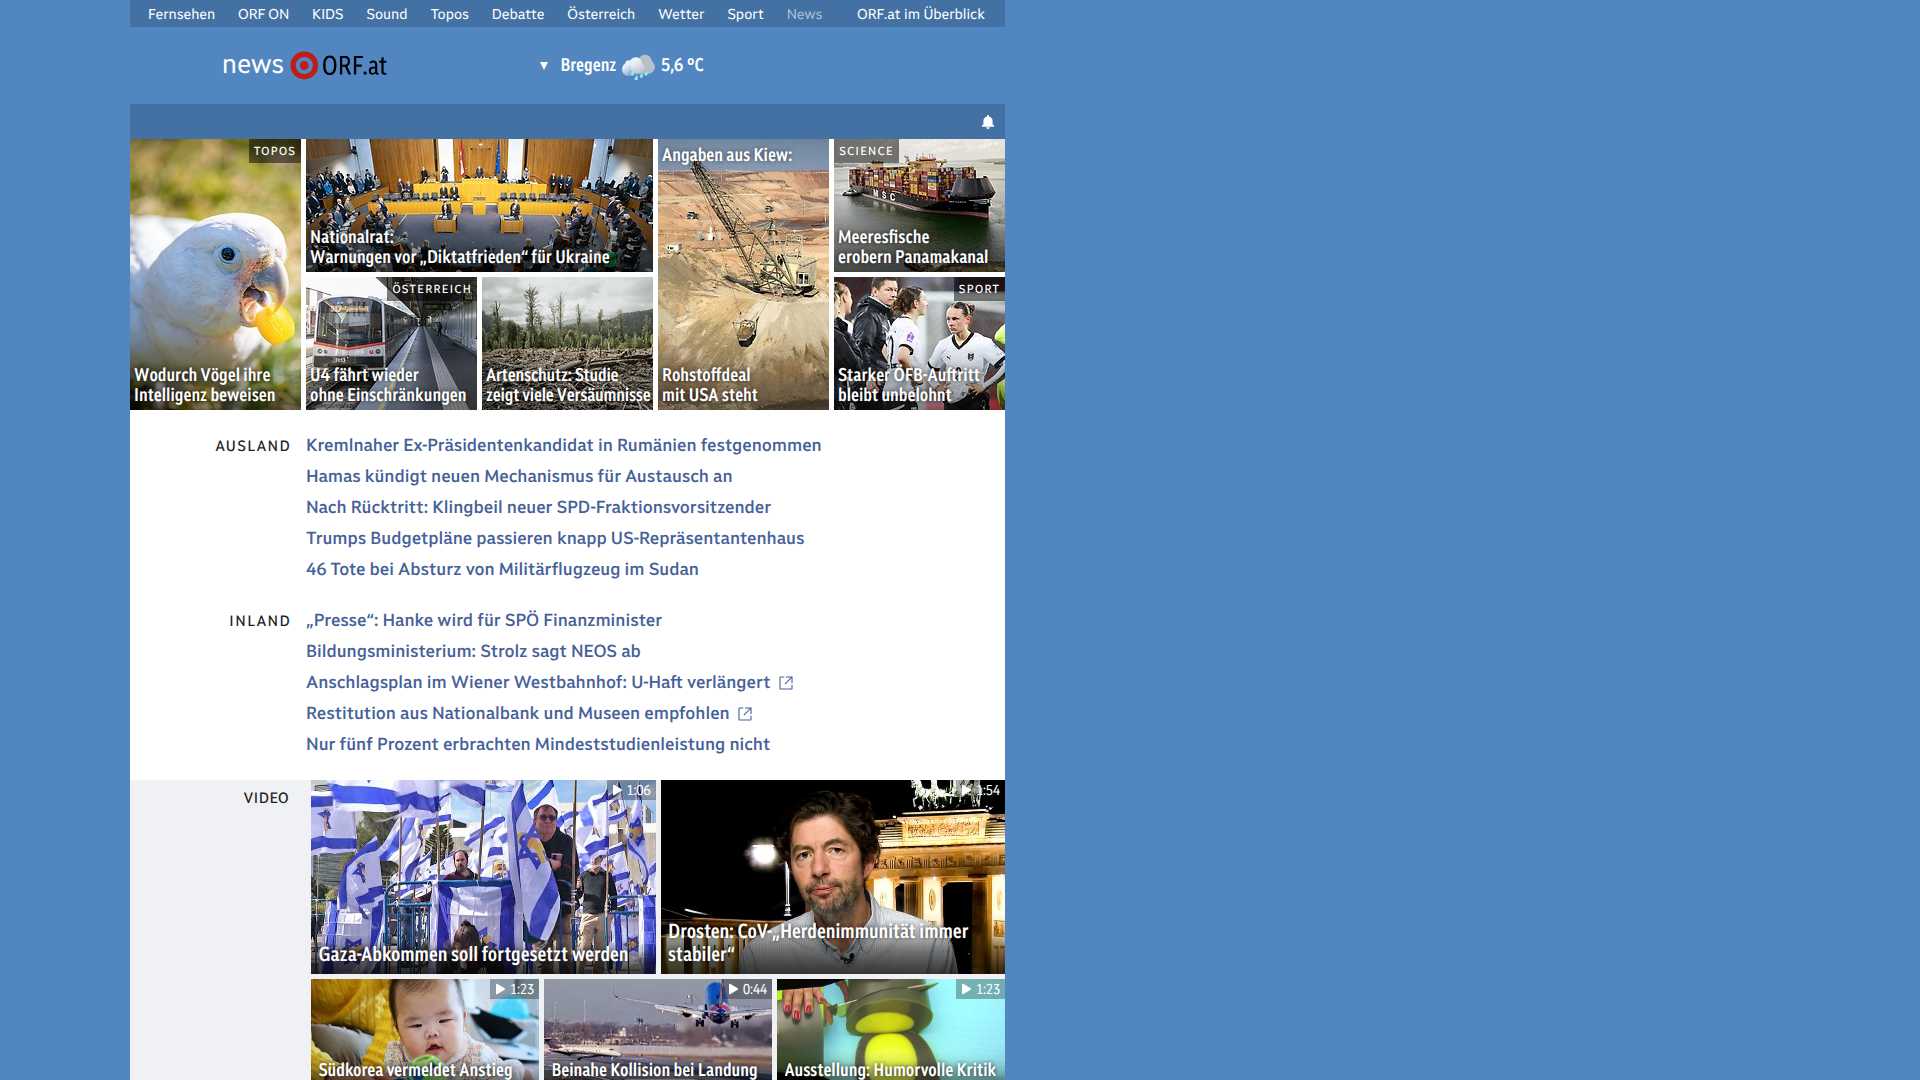 Fernsehen ORF ON KIDS Sound Topos Debatte Österreich Wetter Sport News ORF.at im Überblick
news ORF.at
▼ Bregenz 5,6 °C
TOPOS
Wodurch Vögel ihre
Intelligenz beweisen
Nationalrat:
Warnungen vor „Diktatfrieden“ für Ukraine
ÖSTERREICH
U4 fährt wieder
ohne Einschränkungen
Artenschutz: Studie
zeigt viele Versäumnisse
Angaben aus Kiew:
Rohstoffdeal
mit USA steht
SCIENCE
MSC
Meeresfische
erobern Panamakanal
SPORT
Starker ÖFB-Auftritt
bleibt unbelohnt
AUSLAND
Kremlnaher Ex-Präsidentenkandidat in Rumänien festgenommen
Hamas kündigt neuen Mechanismus für Austausch an
Nach Rücktritt: Klingbeil neuer SPD-Fraktionsvorsitzender
Trumps Budgetpläne passieren knapp US-Repräsentantenhaus
46 Tote bei Absturz von Militärflugzeug im Sudan
INLAND
„Presse“: Hanke wird für SPÖ Finanzminister
Bildungsministerium: Strolz sagt NEOS ab
Anschlagsplan im Wiener Westbahnhof: U-Haft verlängert
Restitution aus Nationalbank und Museen empfohlen
Nur fünf Prozent erbrachten Mindeststudienleistung nicht
VIDEO
1:06
Gaza-Abkommen soll fortgesetzt werden
1:54
Drosten: CoV-„Herdenimmunität immer
stabiler“
1:23
Südkorea vermeldet Anstieg
0:44
Beinahe Kollision bei Landung
1:23
Ausstellung: Humorvolle Kritik